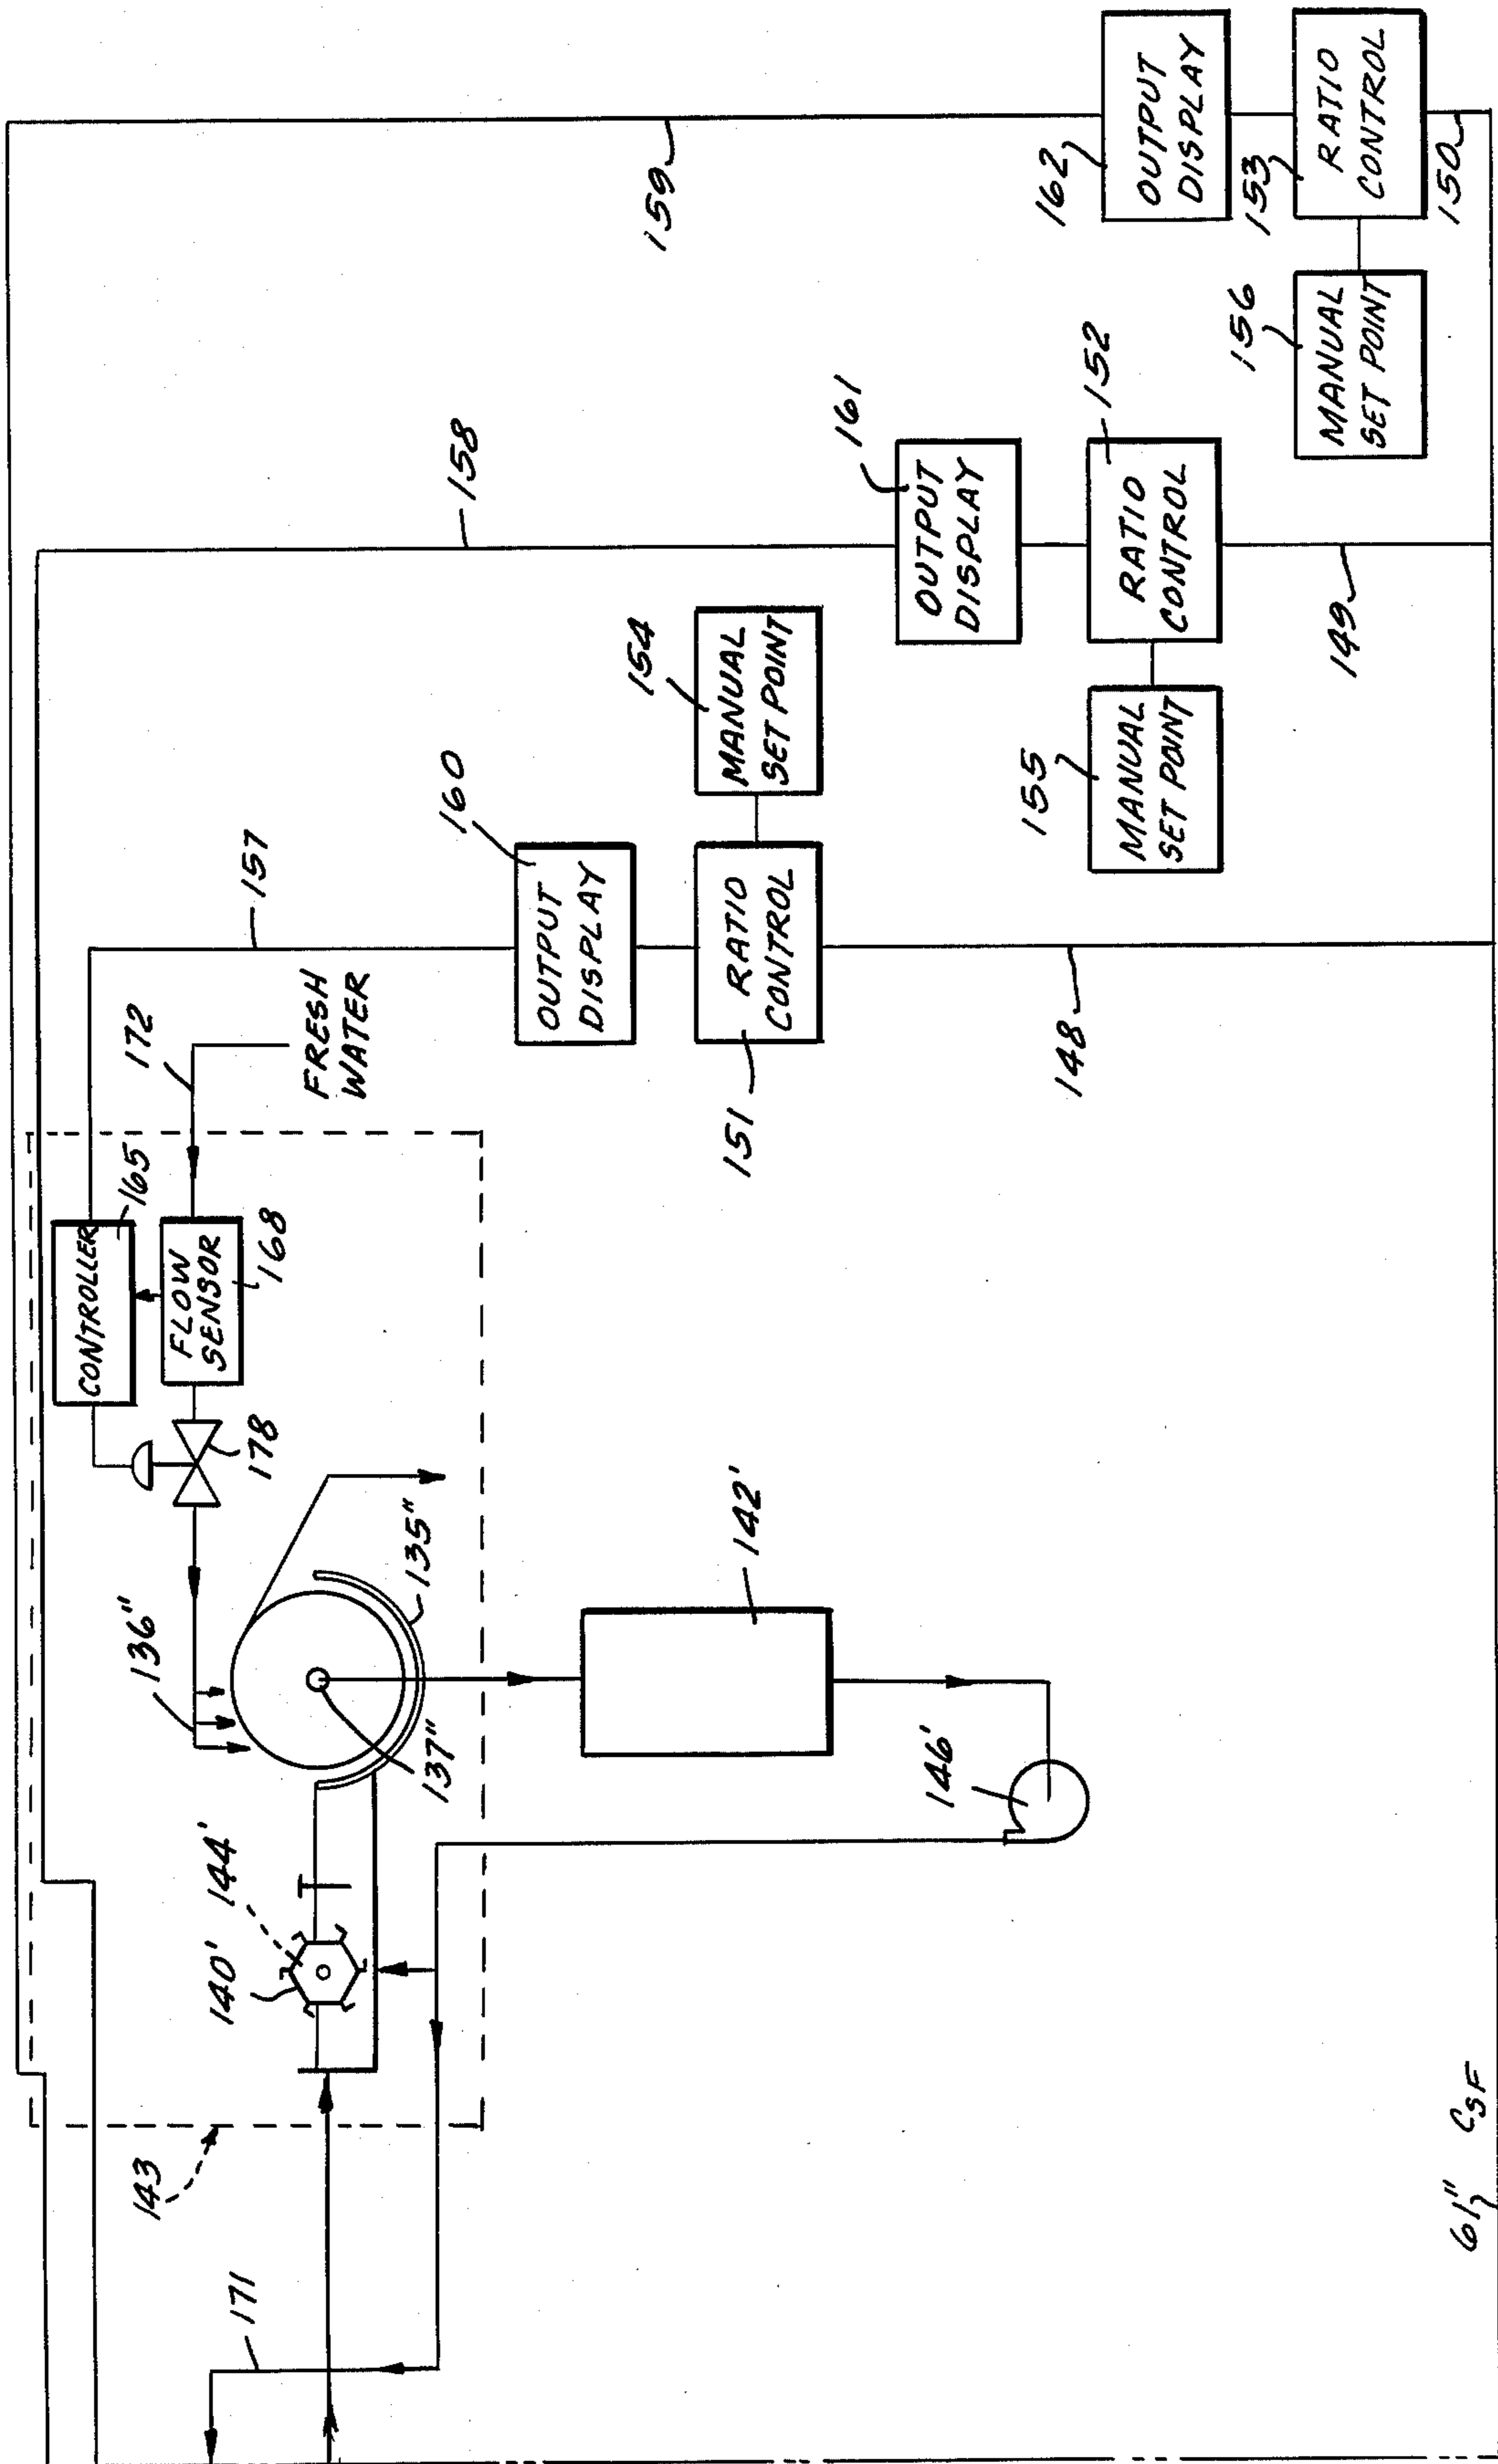 143
171
140'
144'
136"
137"
135"
178
CONTROLLER
165
FLOW
SENSOR
168
172
FRESH
WATER
142'
146'
157
158
159
OUTPUT
DISPLAY
160
RATIO
CONTROL
151
MANUAL
SET POINT
154
148
OUTPUT
DISPLAY
161
RATIO
CONTROL
152
MANUAL
SET POINT
155
149
OUTPUT
DISPLAY
162
RATIO
CONTROL
153
MANUAL
SET POINT
156
150
61" CSF